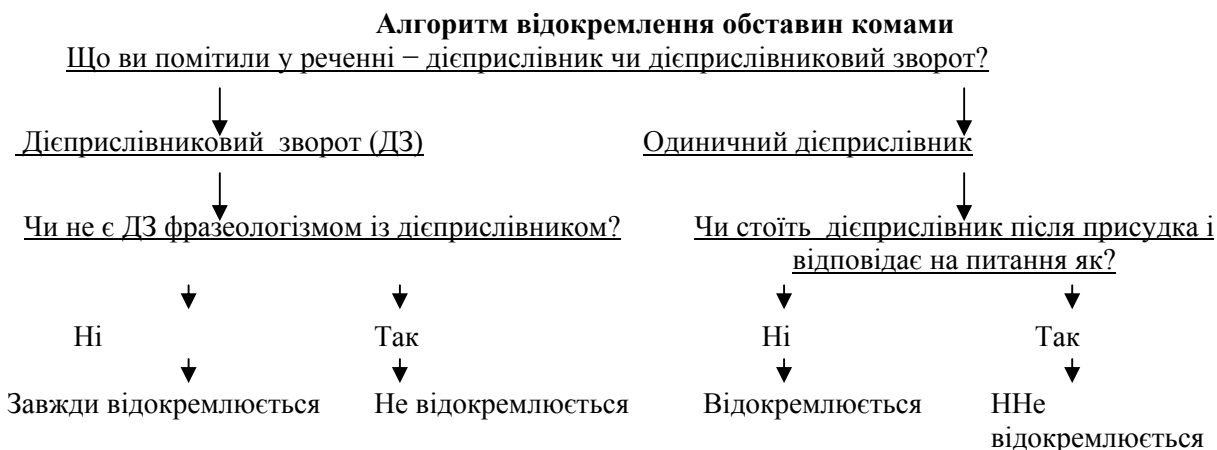 Алгоритм відокремлення обставин комами
Що ви помітили у реченні – дієприслівник чи дієприслівниковий зворот?
Дієприслівниковий зворот (ДЗ) Одиничний дієприслівник
Чи не є ДЗ фразеологізмом із дієприслівником? Чи стоїть дієприслівник після присудка і
відповідає на питання як?
Ні Так Ні Так
Завжди відокремлюється Не відокремлюється Відокремлюється ННе
відокремлюється